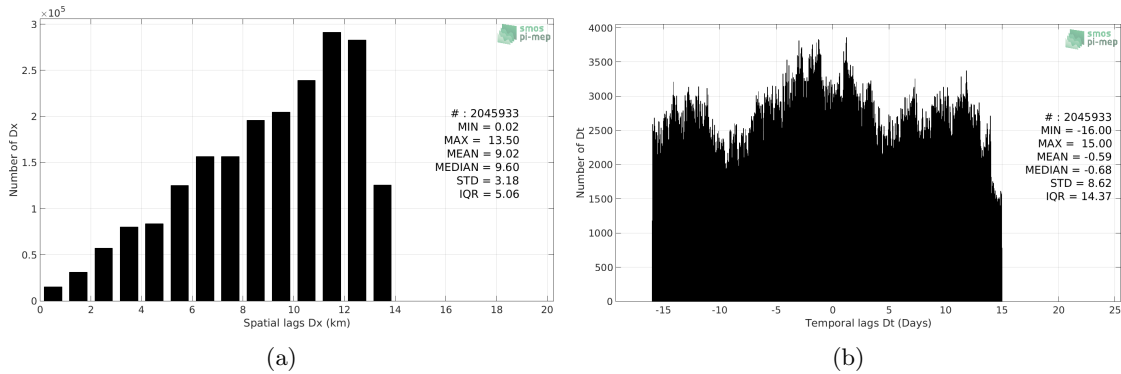 ×10⁵
3
2.5
2
1.5
1
0.5
0
Number of Dx
0 2 4 6 8 10 12 14 16 18 20
Spatial lags Dx (km)
smos
pi-mep
# : 2045933
MIN = 0.02
MAX = 13.50
MEAN = 9.02
MEDIAN = 9.60
STD = 3.18
IQR = 5.06
(a)
4000
3500
3000
2500
2000
1500
1000
500
0
Number of Dt
-15 -10 -5 0 5 10 15 20 25
Temporal lags Dt (Days)
smos
pi-mep
# : 2045933
MIN = -16.00
MAX = 15.00
MEAN = -0.59
MEDIAN = -0.68
STD = 8.62
IQR = 14.37
(b)